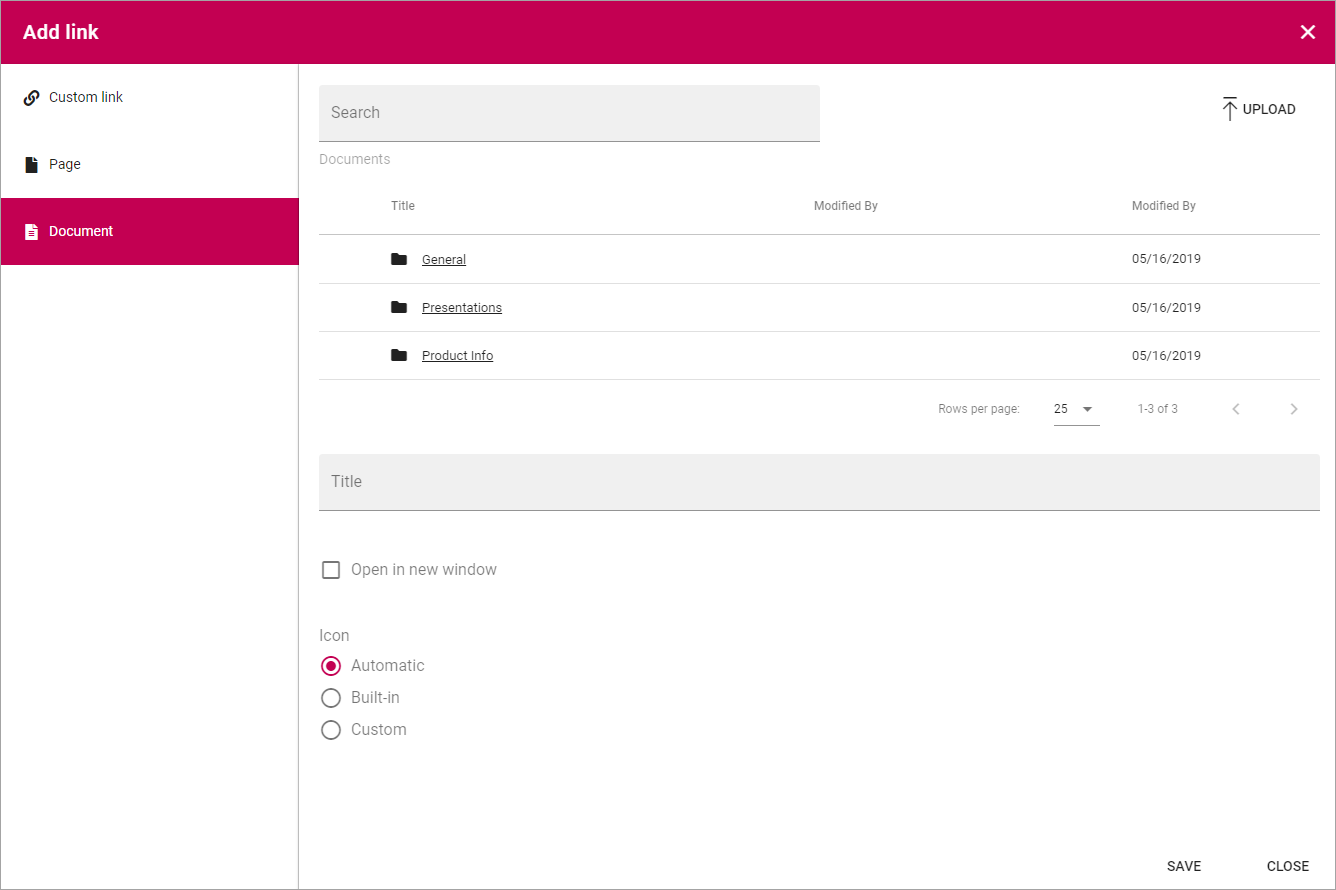 Add link
Custom link
Page
Document
Search
UPLOAD
Documents
Title Modified By Modified By
General 05/16/2019
Presentations 05/16/2019
Product Info 05/16/2019
Rows per page: 25 1-3 of 3
Title
Open in new window
Icon
Automatic
Built-in
Custom
SAVE CLOSE